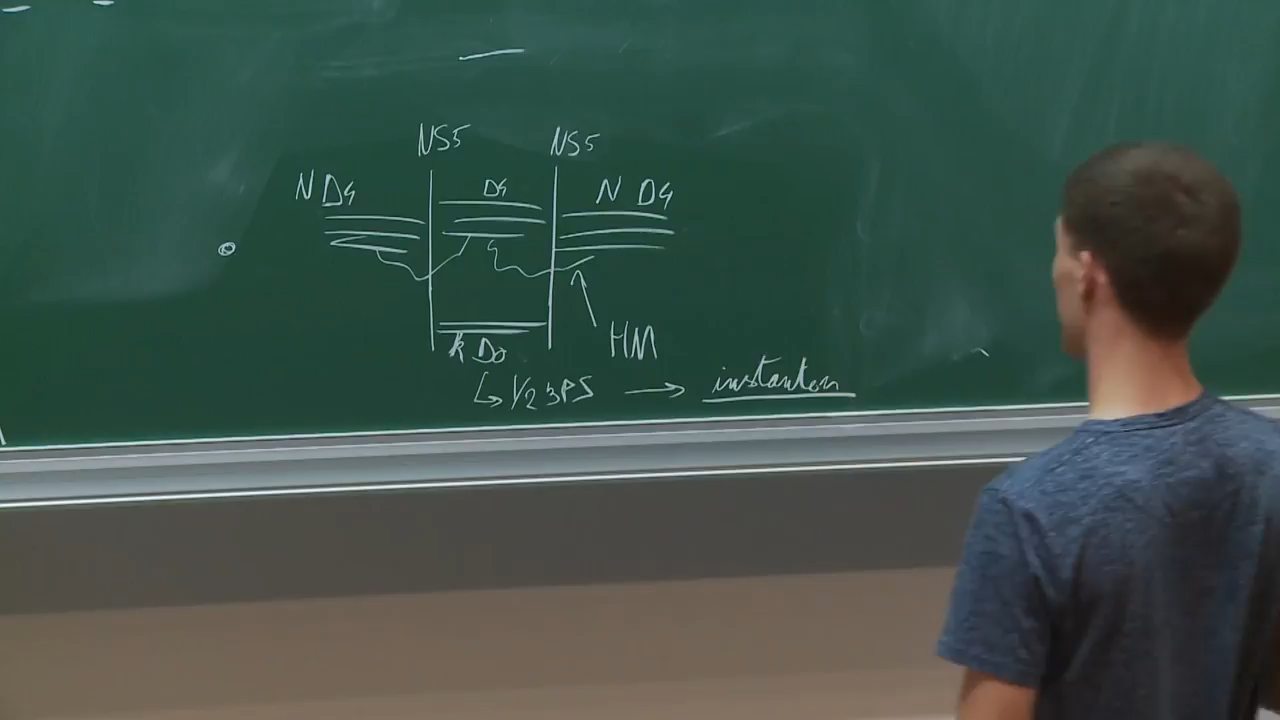 NS5 NS5
N D4 D4 N D4
HM
k D0
↳ 1/2 BPS → instanton